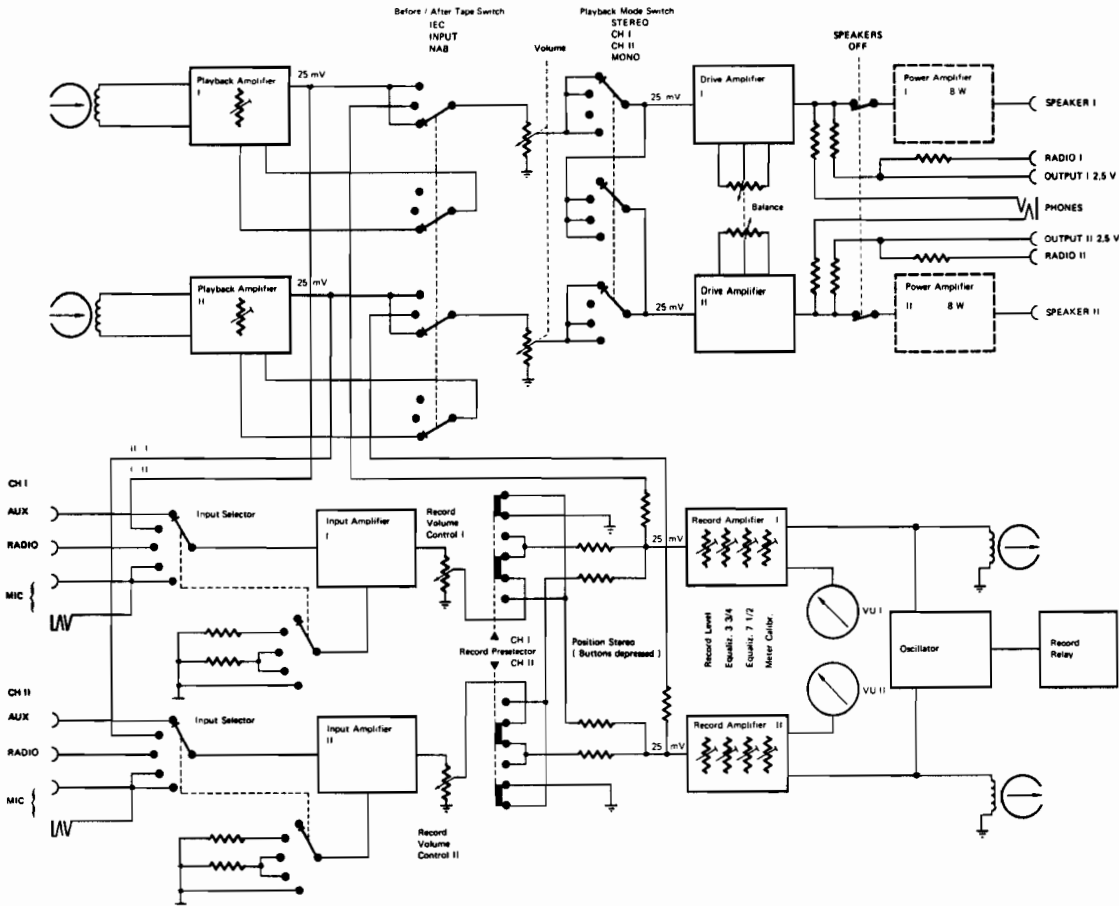 Before / After Tape Switch
IEC
INPUT
NAB
Volume
Playback Mode Switch
STEREO
CH I
CH II
MONO
SPEAKERS
OFF
Playback Amplifier
I
25 mV
25 mV
Drive Amplifier
I
Power Amplifier
I 8 W
SPEAKER I
RADIO I
OUTPUT I 2,5 V
PHONES
OUTPUT II 2,5 V
RADIO II
Balance
Playback Amplifier
II
25 mV
Drive Amplifier
II
Power Amplifier
II 8 W
SPEAKER II
CH I
AUX
RADIO
MIC
Input Selector
Input Amplifier
I
Record
Volume
Control I
25 mV
Record Amplifier I
Record Level
Equaliz. 3 3/4
Equaliz. 7 1/2
Meter Calibr.
VU I
Oscillator
Record
Relay
CH I
Record Preselector
CH II
Position Stereo
( Buttons depressed )
VU II
CH II
AUX
RADIO
MIC
Input Selector
Input Amplifier
II
Record
Volume
Control II
25 mV
Record Amplifier II